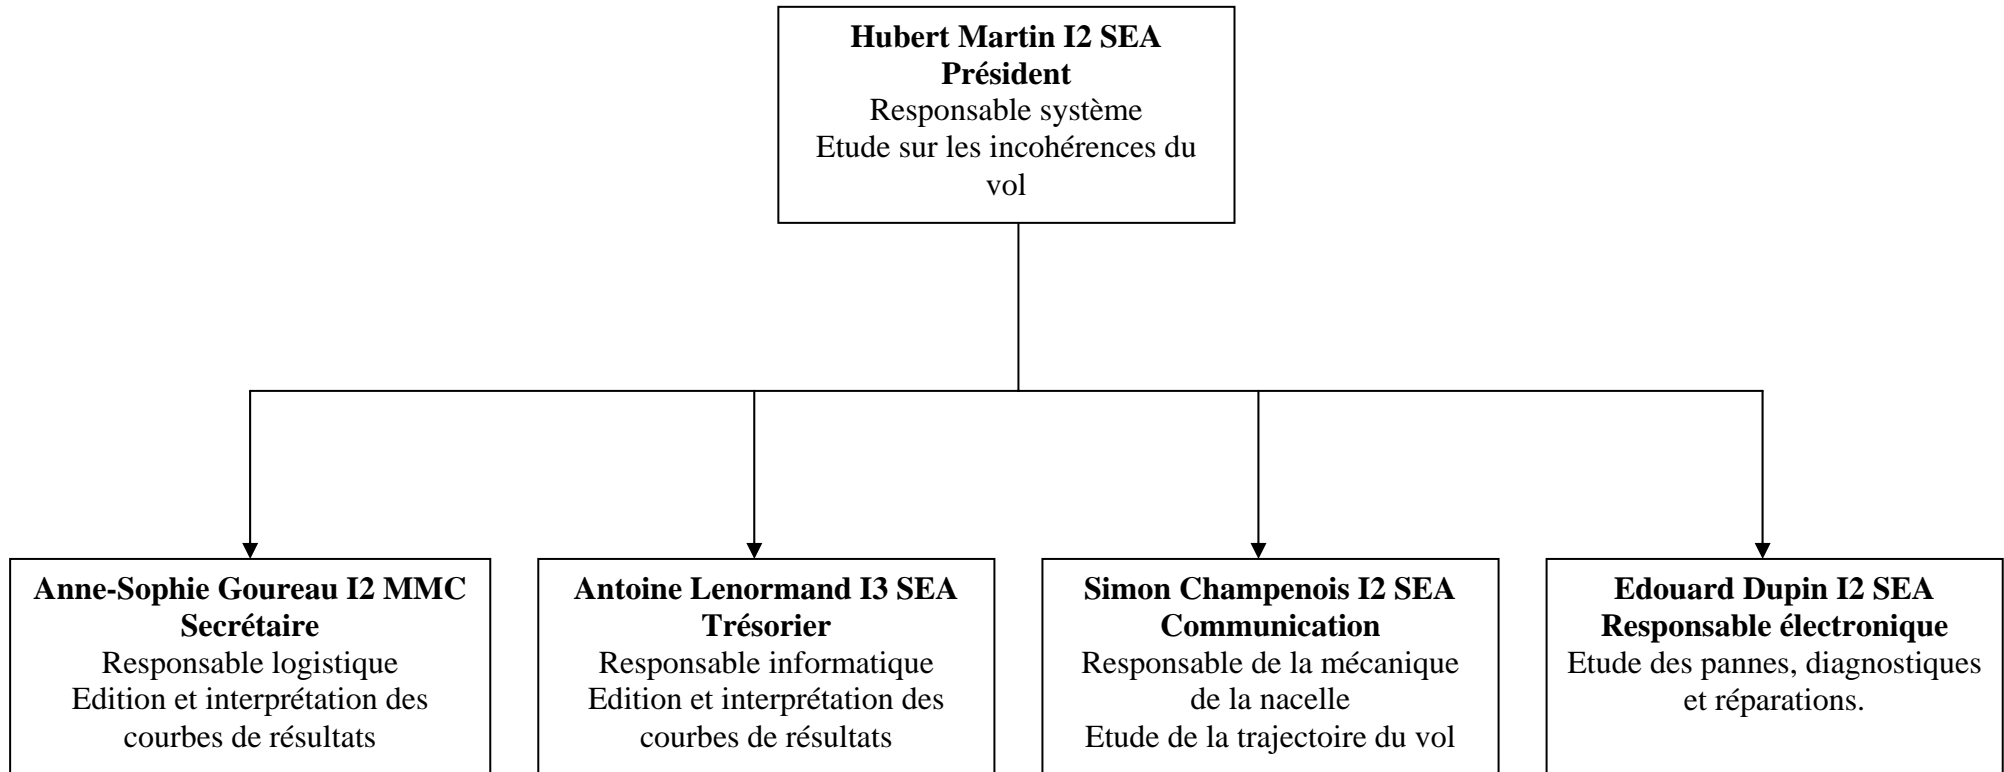 Hubert Martin I2 SEA
Président
Responsable système
Etude sur les incohérences du
vol
Anne-Sophie Goureau I2 MMC
Secrétaire
Responsable logistique
Edition et interprétation des
courbes de résultats
Antoine Lenormand I3 SEA
Trésorier
Responsable informatique
Edition et interprétation des
courbes de résultats
Simon Champenois I2 SEA
Communication
Responsable de la mécanique
de la nacelle
Etude de la trajectoire du vol
Edouard Dupin I2 SEA
Responsable électronique
Etude des pannes, diagnostiques
et réparations.